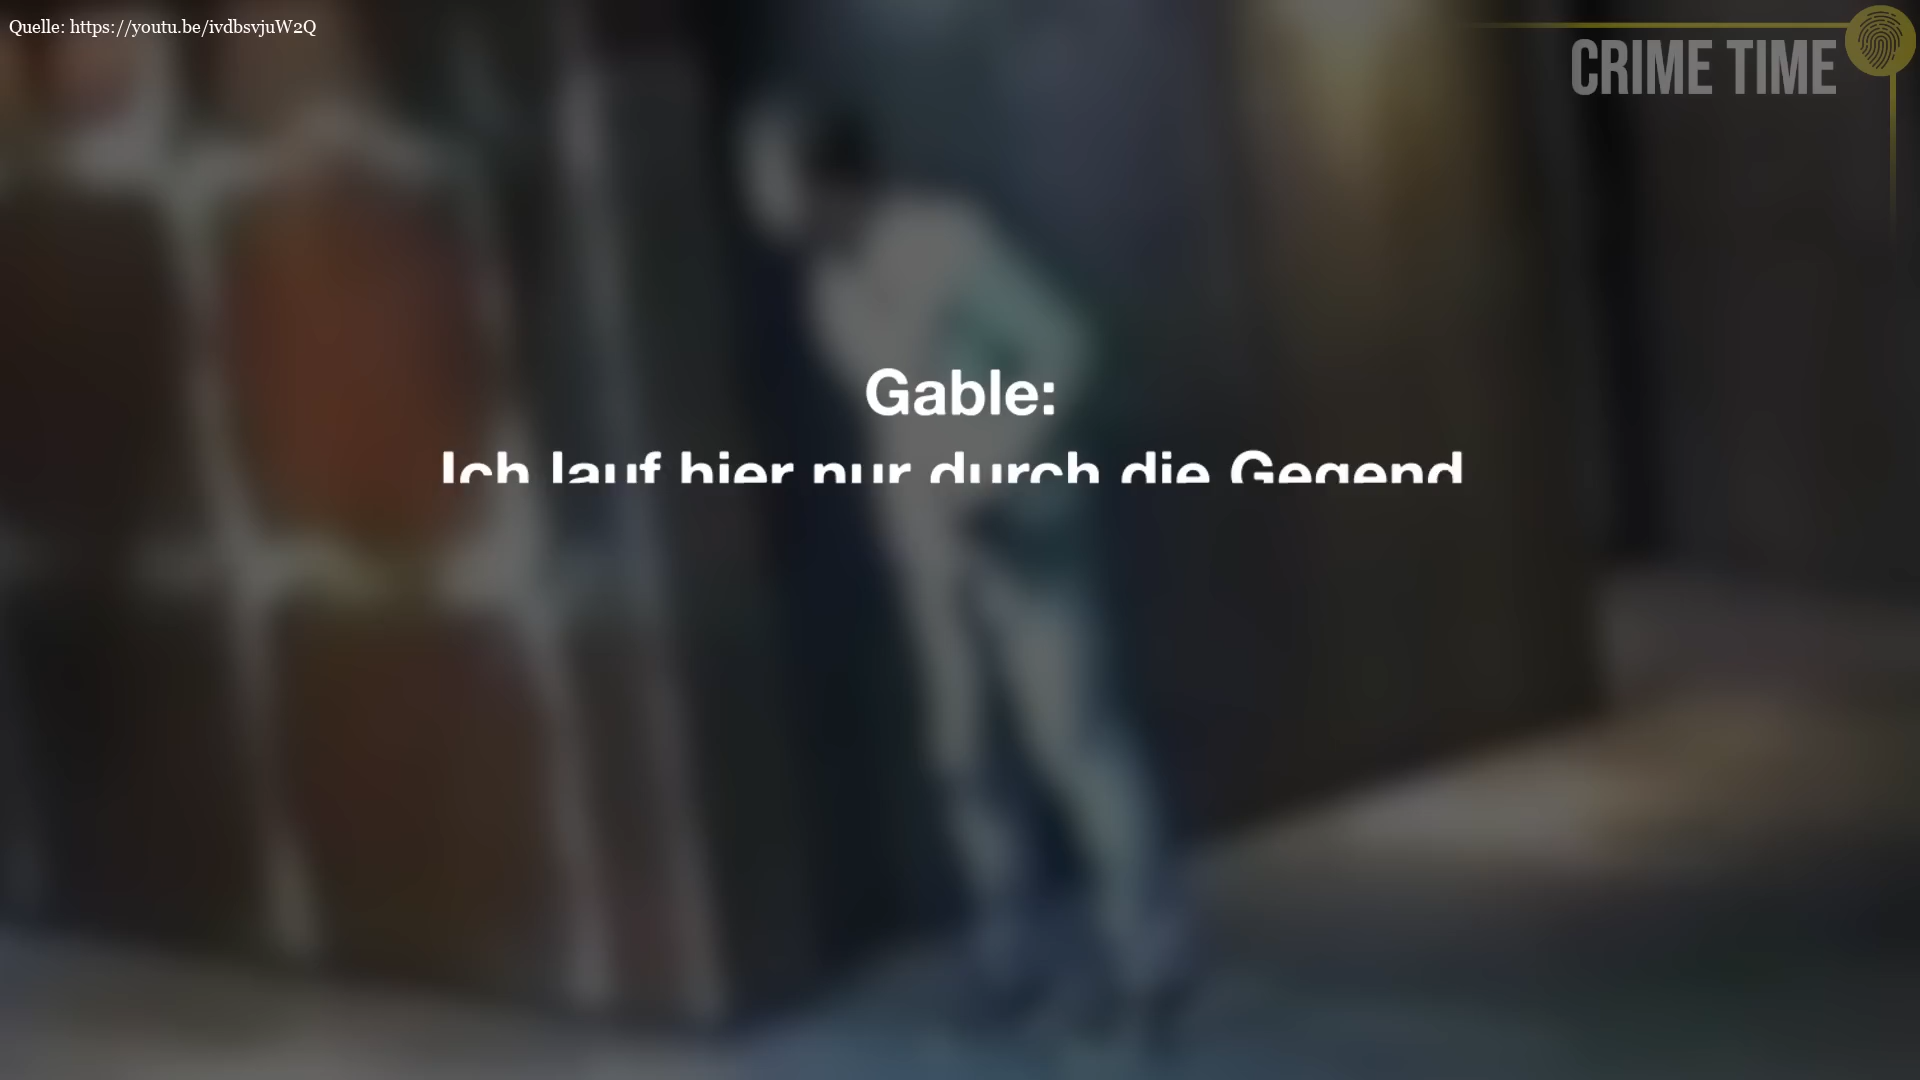 Quelle: https://youtu.be/ivdbsvjuW2Q
CRIME TIME
Gable:
Ich lauf hier nur durch die Gegend